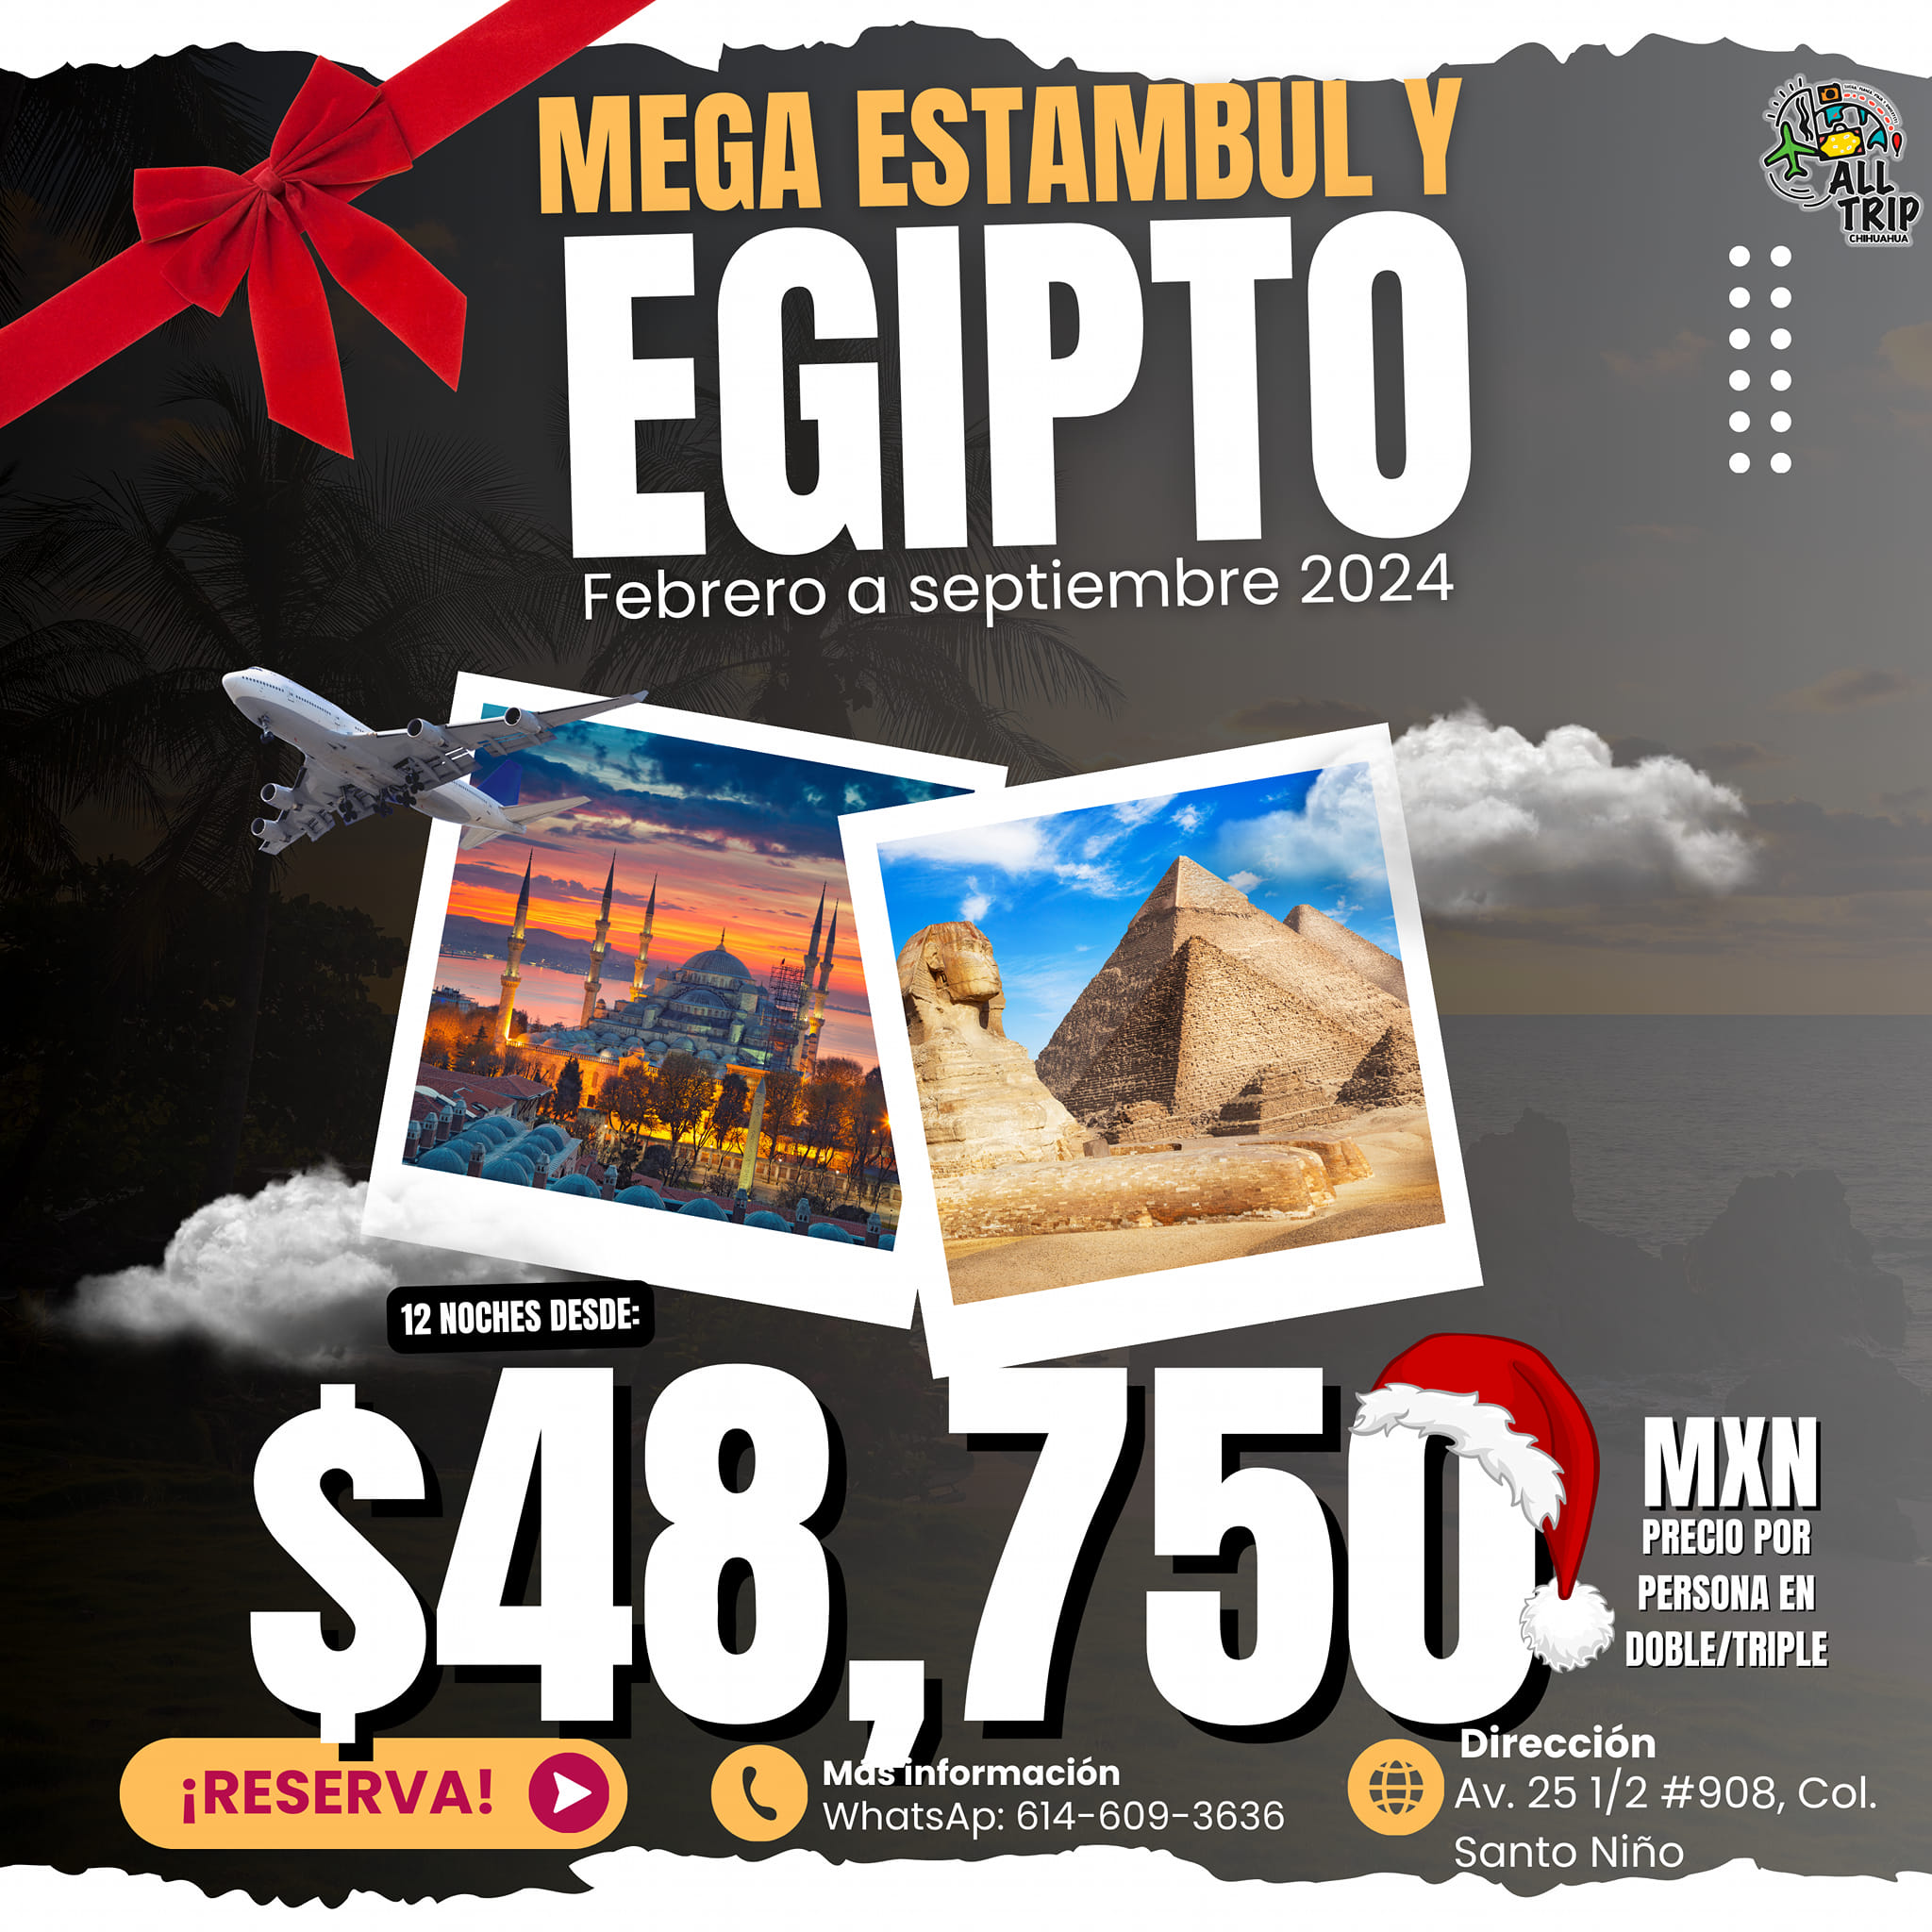 MEGA ESTAMBUL Y
EGIPTO
Febrero a septiembre 2024
ALL
TRIP
CHIHUAHUA
12 NOCHES DESDE:
$48,750
MXN
PRECIO POR
PERSONA EN
DOBLE/TRIPLE
¡RESERVA!
Más información
WhatsAp: 614-609-3636
Dirección
Av. 25 1/2 #908, Col.
Santo Niño